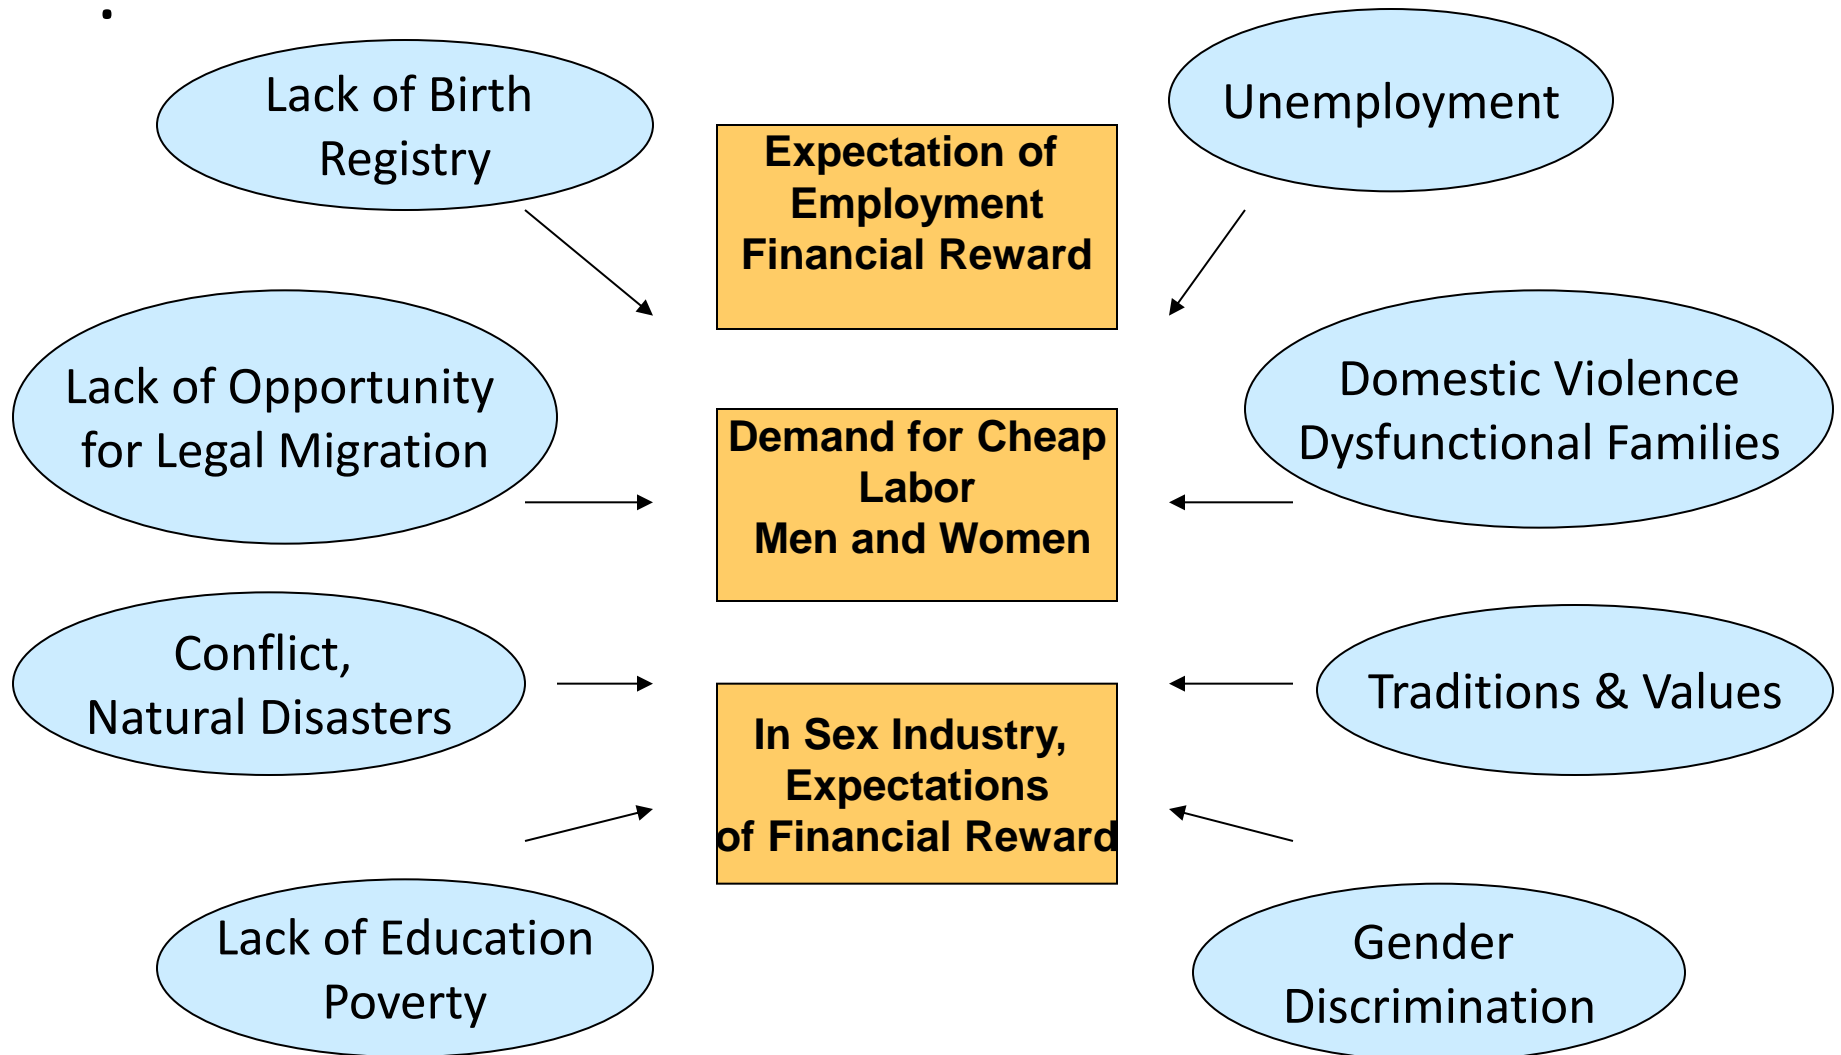 .
Lack of Birth
Registry
Unemployment
Expectation of
Employment
Financial Reward
Lack of Opportunity
for Legal Migration
Domestic Violence
Dysfunctional Families
Demand for Cheap
Labor
Men and Women
Conflict,
Natural Disasters
Traditions & Values
In Sex Industry,
Expectations
of Financial Reward
Lack of Education
Poverty
Gender
Discrimination